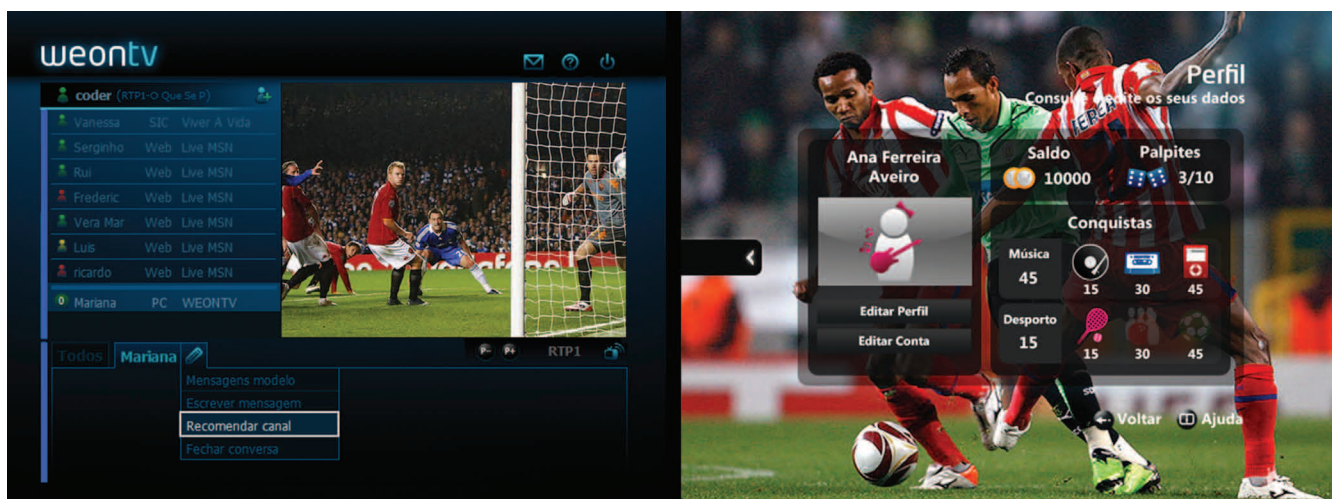 weontv
coder (RTP1-O Que Se P)
Vanessa SIC Viver A Vida
Serginho Web Live MSN
Rui Web Live MSN
Frederic Web Live MSN
Vera Mar Web Live MSN
Luis Web Live MSN
ricardo Web Live MSN
0 Mariana PC WEONTV
Todos Mariana
P- P+ RTP1
Mensagens modelo
Escrever mensagem
Recomendar canal
Fechar conversa
Perfil
Consulte e edite os seus dados
Ana Ferreira
Aveiro
Saldo
10000
Palpites
3/10
Editar Perfil
Editar Conta
Conquistas
Música
45
15 30 45
Desporto
15
15 30 45
Voltar Ajuda